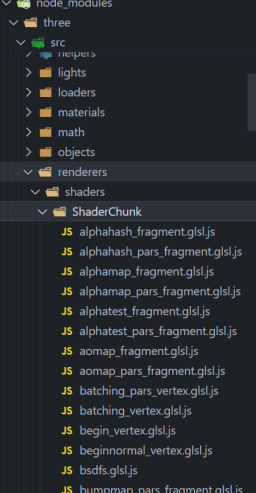 node_modules
three
src
helpers
lights
loaders
materials
math
objects
renderers
shaders
ShaderChunk
JS alphahash_fragment.glsl.js
JS alphahash_pars_fragment.glsl.js
JS alphamap_fragment.glsl.js
JS alphamap_pars_fragment.glsl.js
JS alphatest_fragment.glsl.js
JS alphatest_pars_fragment.glsl.js
JS aomap_fragment.glsl.js
JS aomap_pars_fragment.glsl.js
JS batching_pars_vertex.glsl.js
JS batching_vertex.glsl.js
JS begin_vertex.glsl.js
JS beginnormal_vertex.glsl.js
JS bsdfs.glsl.js
JS bumpmap_pars_fragment.glsl.js